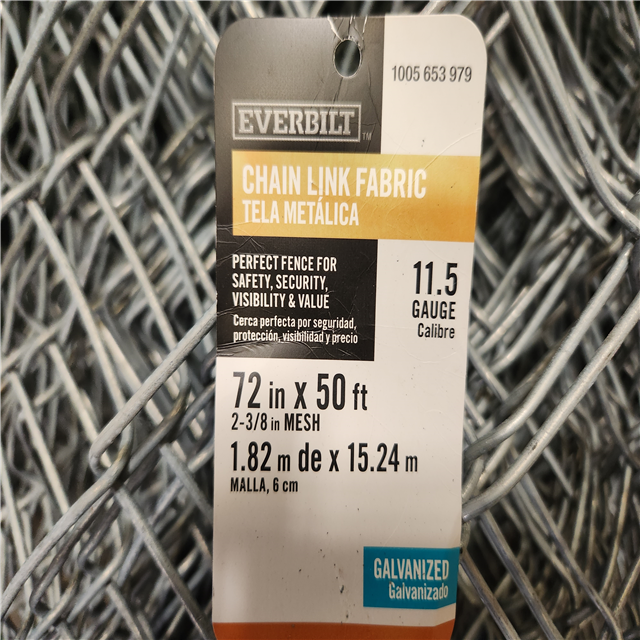 1005 653 979
EVERBILT™
CHAIN LINK FABRIC
TELA METÁLICA
PERFECT FENCE FOR
SAFETY, SECURITY,
VISIBILITY & VALUE
Cerca perfecta por seguridad,
protección, visibilidad y precio
11.5
GAUGE
Calibre
72 in x 50 ft
2-3/8 in MESH
1.82 m de x 15.24 m
MALLA, 6 cm
GALVANIZED
Galvanizado